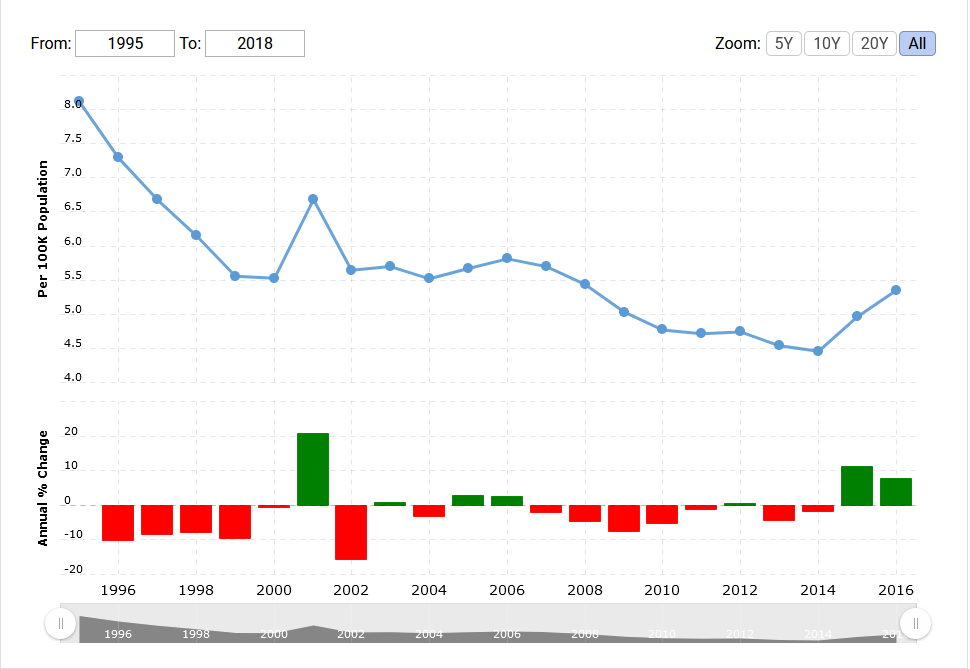 From: 1995 To: 2018 Zoom: 5Y 10Y 20Y All
8.0
7.5
7.0
6.5
6.0
5.5
5.0
4.5
4.0
Per 100K Population
20
10
0
-10
-20
Annual % Change
1996 1998 2000 2002 2004 2006 2008 2010 2012 2014 2016
1996 1998 2000 2002 2004 2006 2008 2010 2012 2014